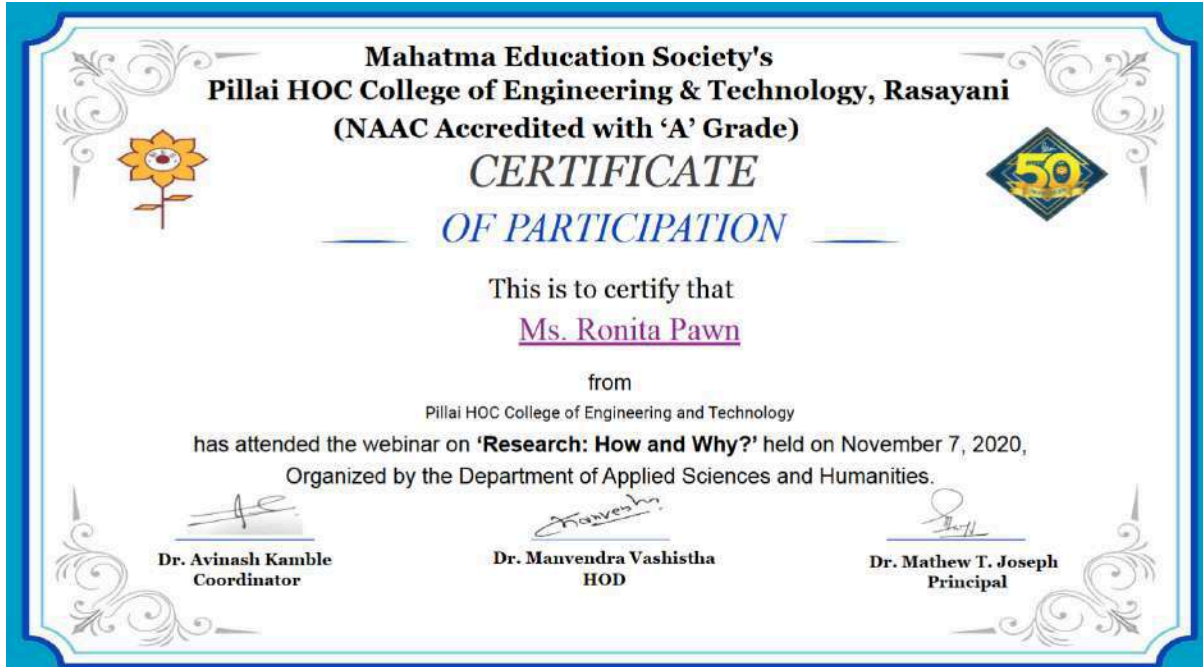 Mahatma Education Society's
Pillai HOC College of Engineering & Technology, Rasayani
(NAAC Accredited with ‘A’ Grade)
CERTIFICATE
OF PARTICIPATION
50
This is to certify that
Ms. Ronita Pawn
from
Pillai HOC College of Engineering and Technology
has attended the webinar on ‘Research: How and Why?’ held on November 7, 2020,
Organized by the Department of Applied Sciences and Humanities.
Dr. Avinash Kamble
Coordinator
Dr. Manvendra Vashistha
HOD
Dr. Mathew T. Joseph
Principal